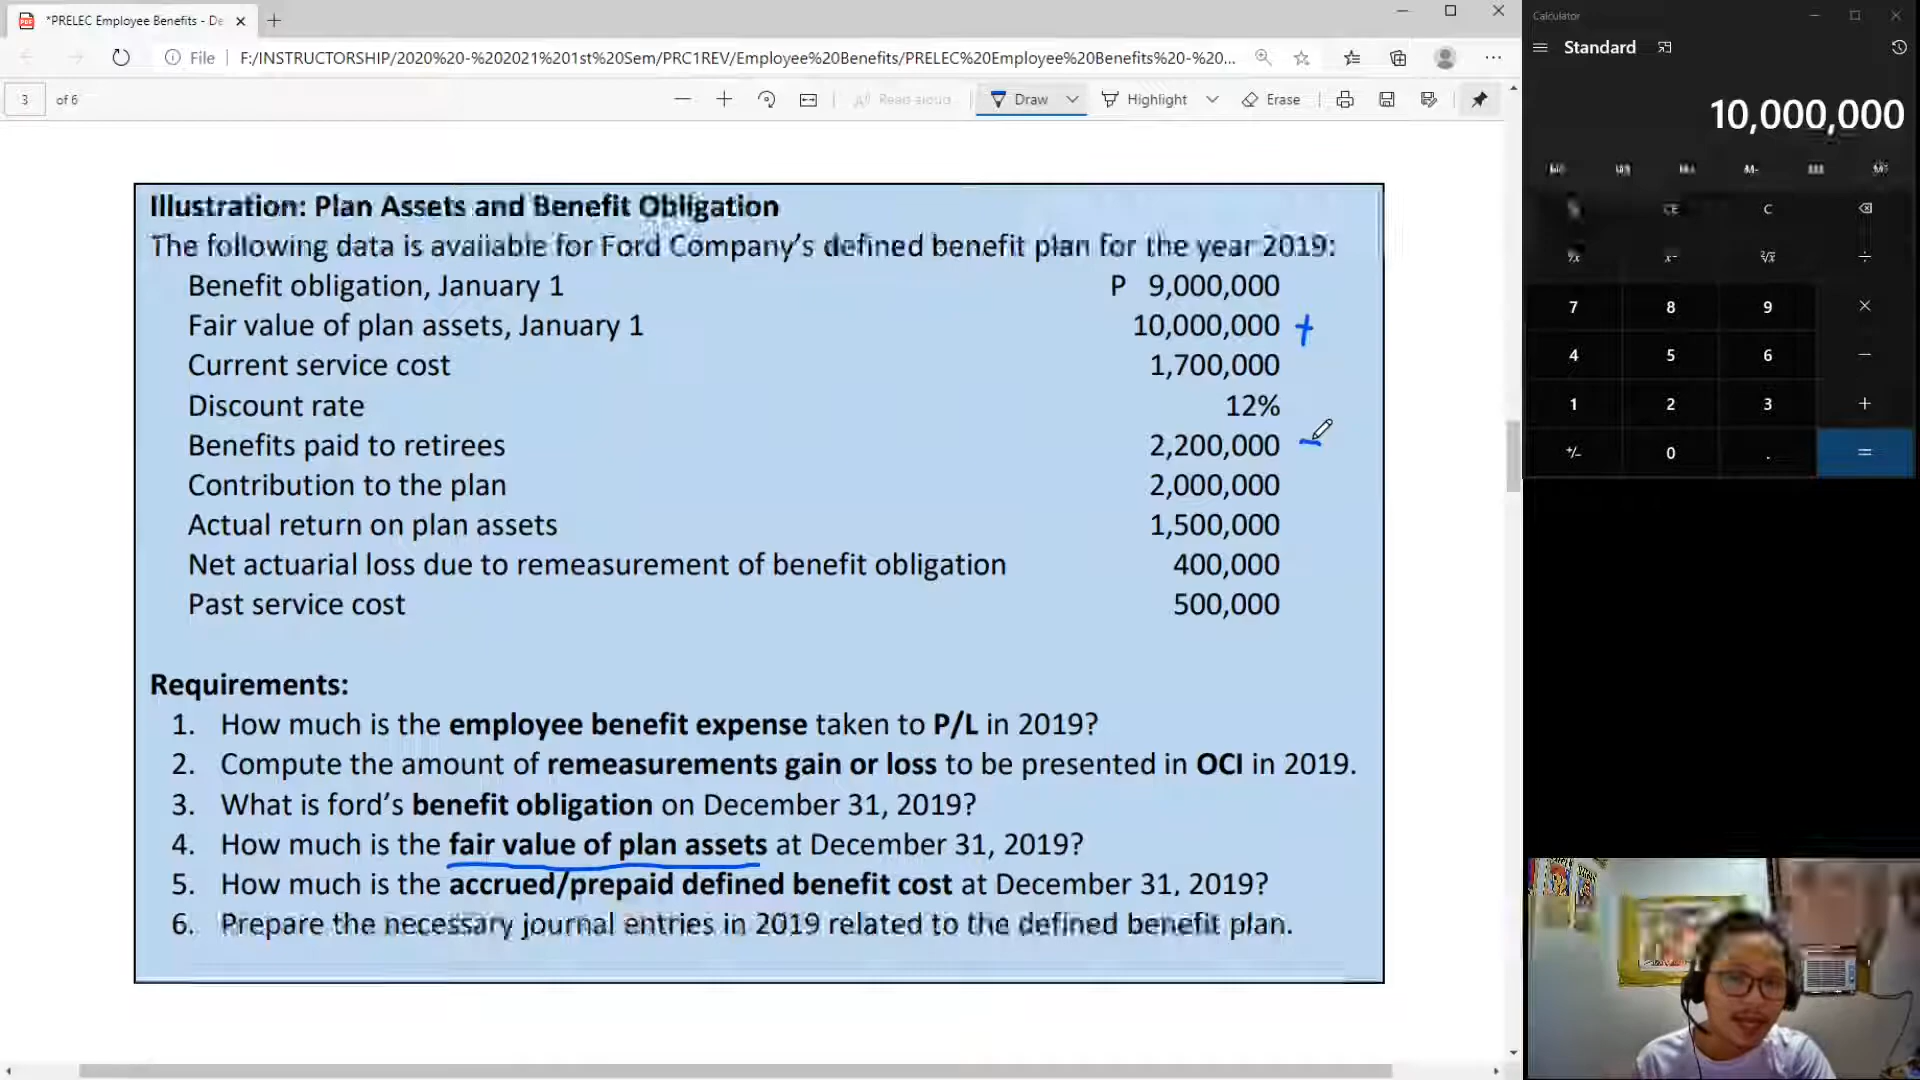 *PRELEC Employee Benefits - De
File F:/INSTRUCTORSHIP/2020%20-%202021%201st%20Sem/PRC1REV/Employee%20Benefits/PRELEC%20Employee%20Benefits%20-%20...
3 of 6 Read aloud Draw Highlight Erase
Illustration: Plan Assets and Benefit Obligation
The following data is available for Ford Company's defined benefit plan for the year 2019:
Benefit obligation, January 1 P 9,000,000
Fair value of plan assets, January 1 10,000,000 +
Current service cost 1,700,000
Discount rate 12%
Benefits paid to retirees 2,200,000 –
Contribution to the plan 2,000,000
Actual return on plan assets 1,500,000
Net actuarial loss due to remeasurement of benefit obligation 400,000
Past service cost 500,000
Requirements:
1. How much is the employee benefit expense taken to P/L in 2019?
2. Compute the amount of remeasurements gain or loss to be presented in OCI in 2019.
3. What is ford's benefit obligation on December 31, 2019?
4. How much is the fair value of plan assets at December 31, 2019?
5. How much is the accrued/prepaid defined benefit cost at December 31, 2019?
6. Prepare the necessary journal entries in 2019 related to the defined benefit plan.
Calculator
Standard
10,000,000
CE C
÷
7 8 9 ×
4 5 6 −
1 2 3 +
+/- 0 . =